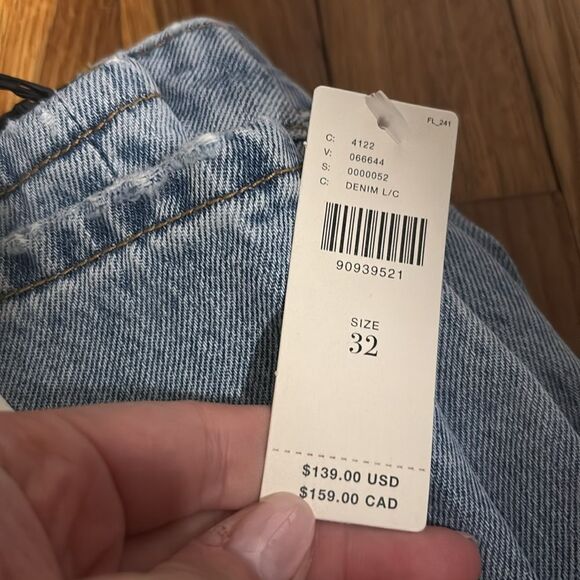 FL_241
C: 4122
V: 066644
S: 0000052
C: DENIM L/C
90939521
SIZE
32
$139.00 USD
$159.00 CAD